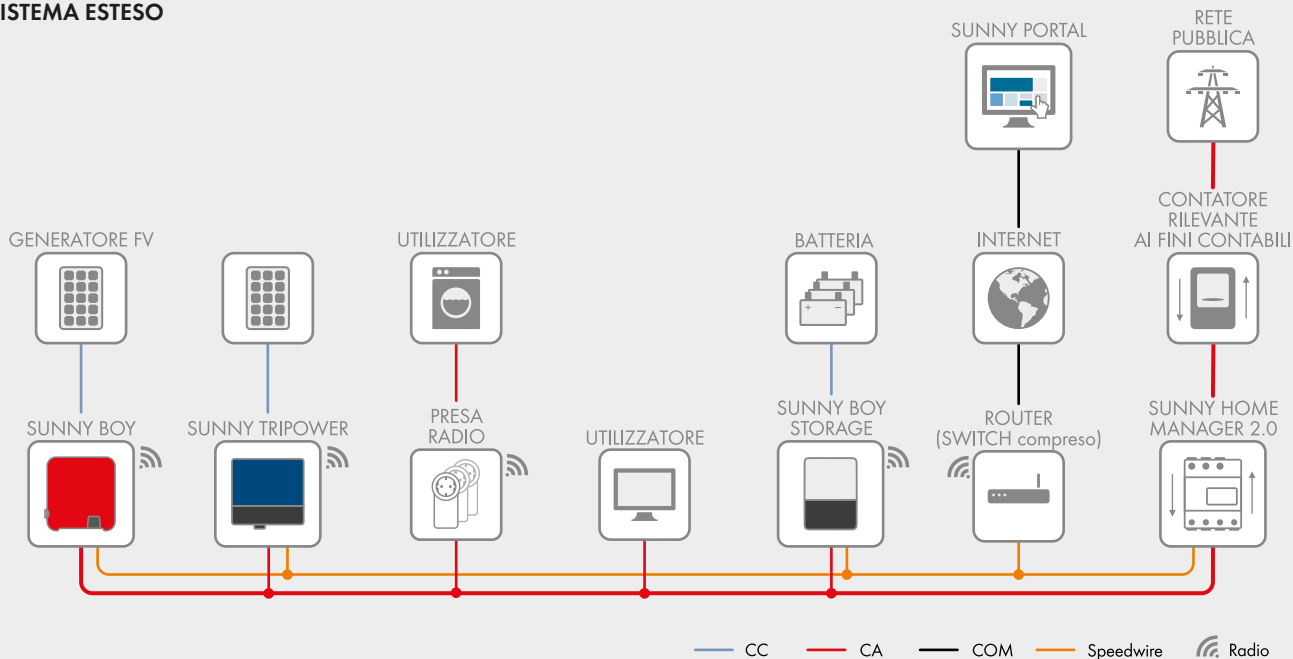 ISTEMA ESTESO
SUNNY PORTAL
RETE
PUBBLICA
GENERATORE FV
UTILIZZATORE
BATTERIA
INTERNET
CONTATORE
RILEVANTE
AI FINI CONTABILI
SUNNY BOY
SUNNY TRIPOWER
PRESA
RADIO
UTILIZZATORE
SUNNY BOY
STORAGE
ROUTER
(SWITCH compreso)
SUNNY HOME
MANAGER 2.0
CC
CA
COM
Speedwire
Radio